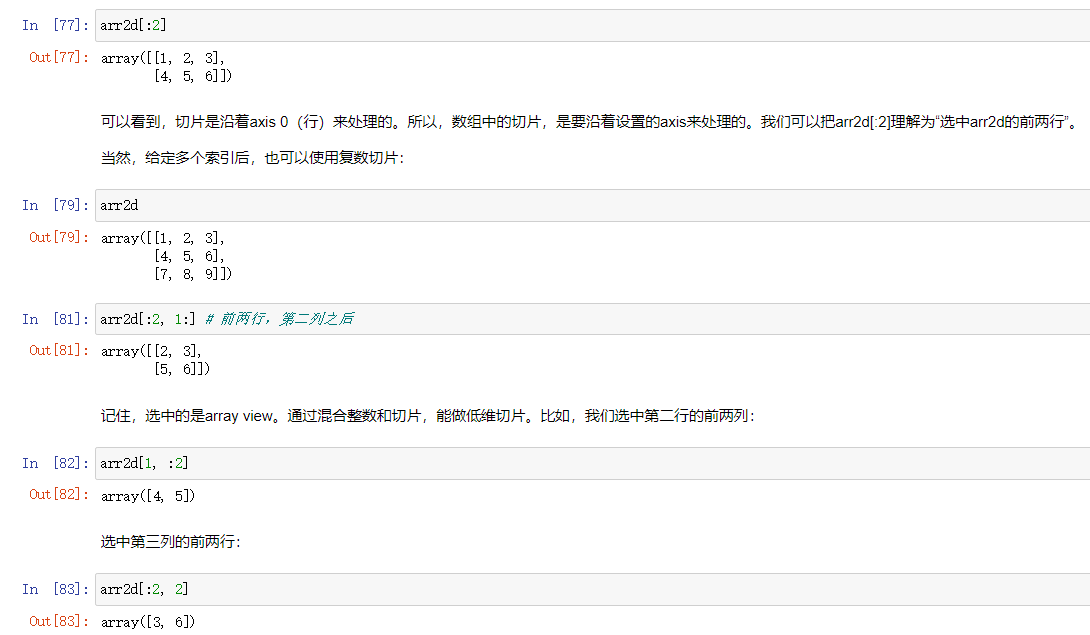 In [77]: arr2d[:2]
Out[77]: array([[1, 2, 3],
[4, 5, 6]])
可以看到，切片是沿着axis 0（行）来处理的。所以，数组中的切片，是要沿着设置的axis来处理的。我们可以把arr2d[:2]理解为“选中arr2d的前两行”。
当然，给定多个索引后，也可以使用复数切片：
In [79]: arr2d
Out[79]: array([[1, 2, 3],
[4, 5, 6],
[7, 8, 9]])
In [81]: arr2d[:2, 1:] # 前两行，第二列之后
Out[81]: array([[2, 3],
[5, 6]])
记住，选中的是array view。通过混合整数和切片，能做低维切片。比如，我们选中第二行的前两列：
In [82]: arr2d[1, :2]
Out[82]: array([4, 5])
选中第三列的前两行：
In [83]: arr2d[:2, 2]
Out[83]: array([3, 6])